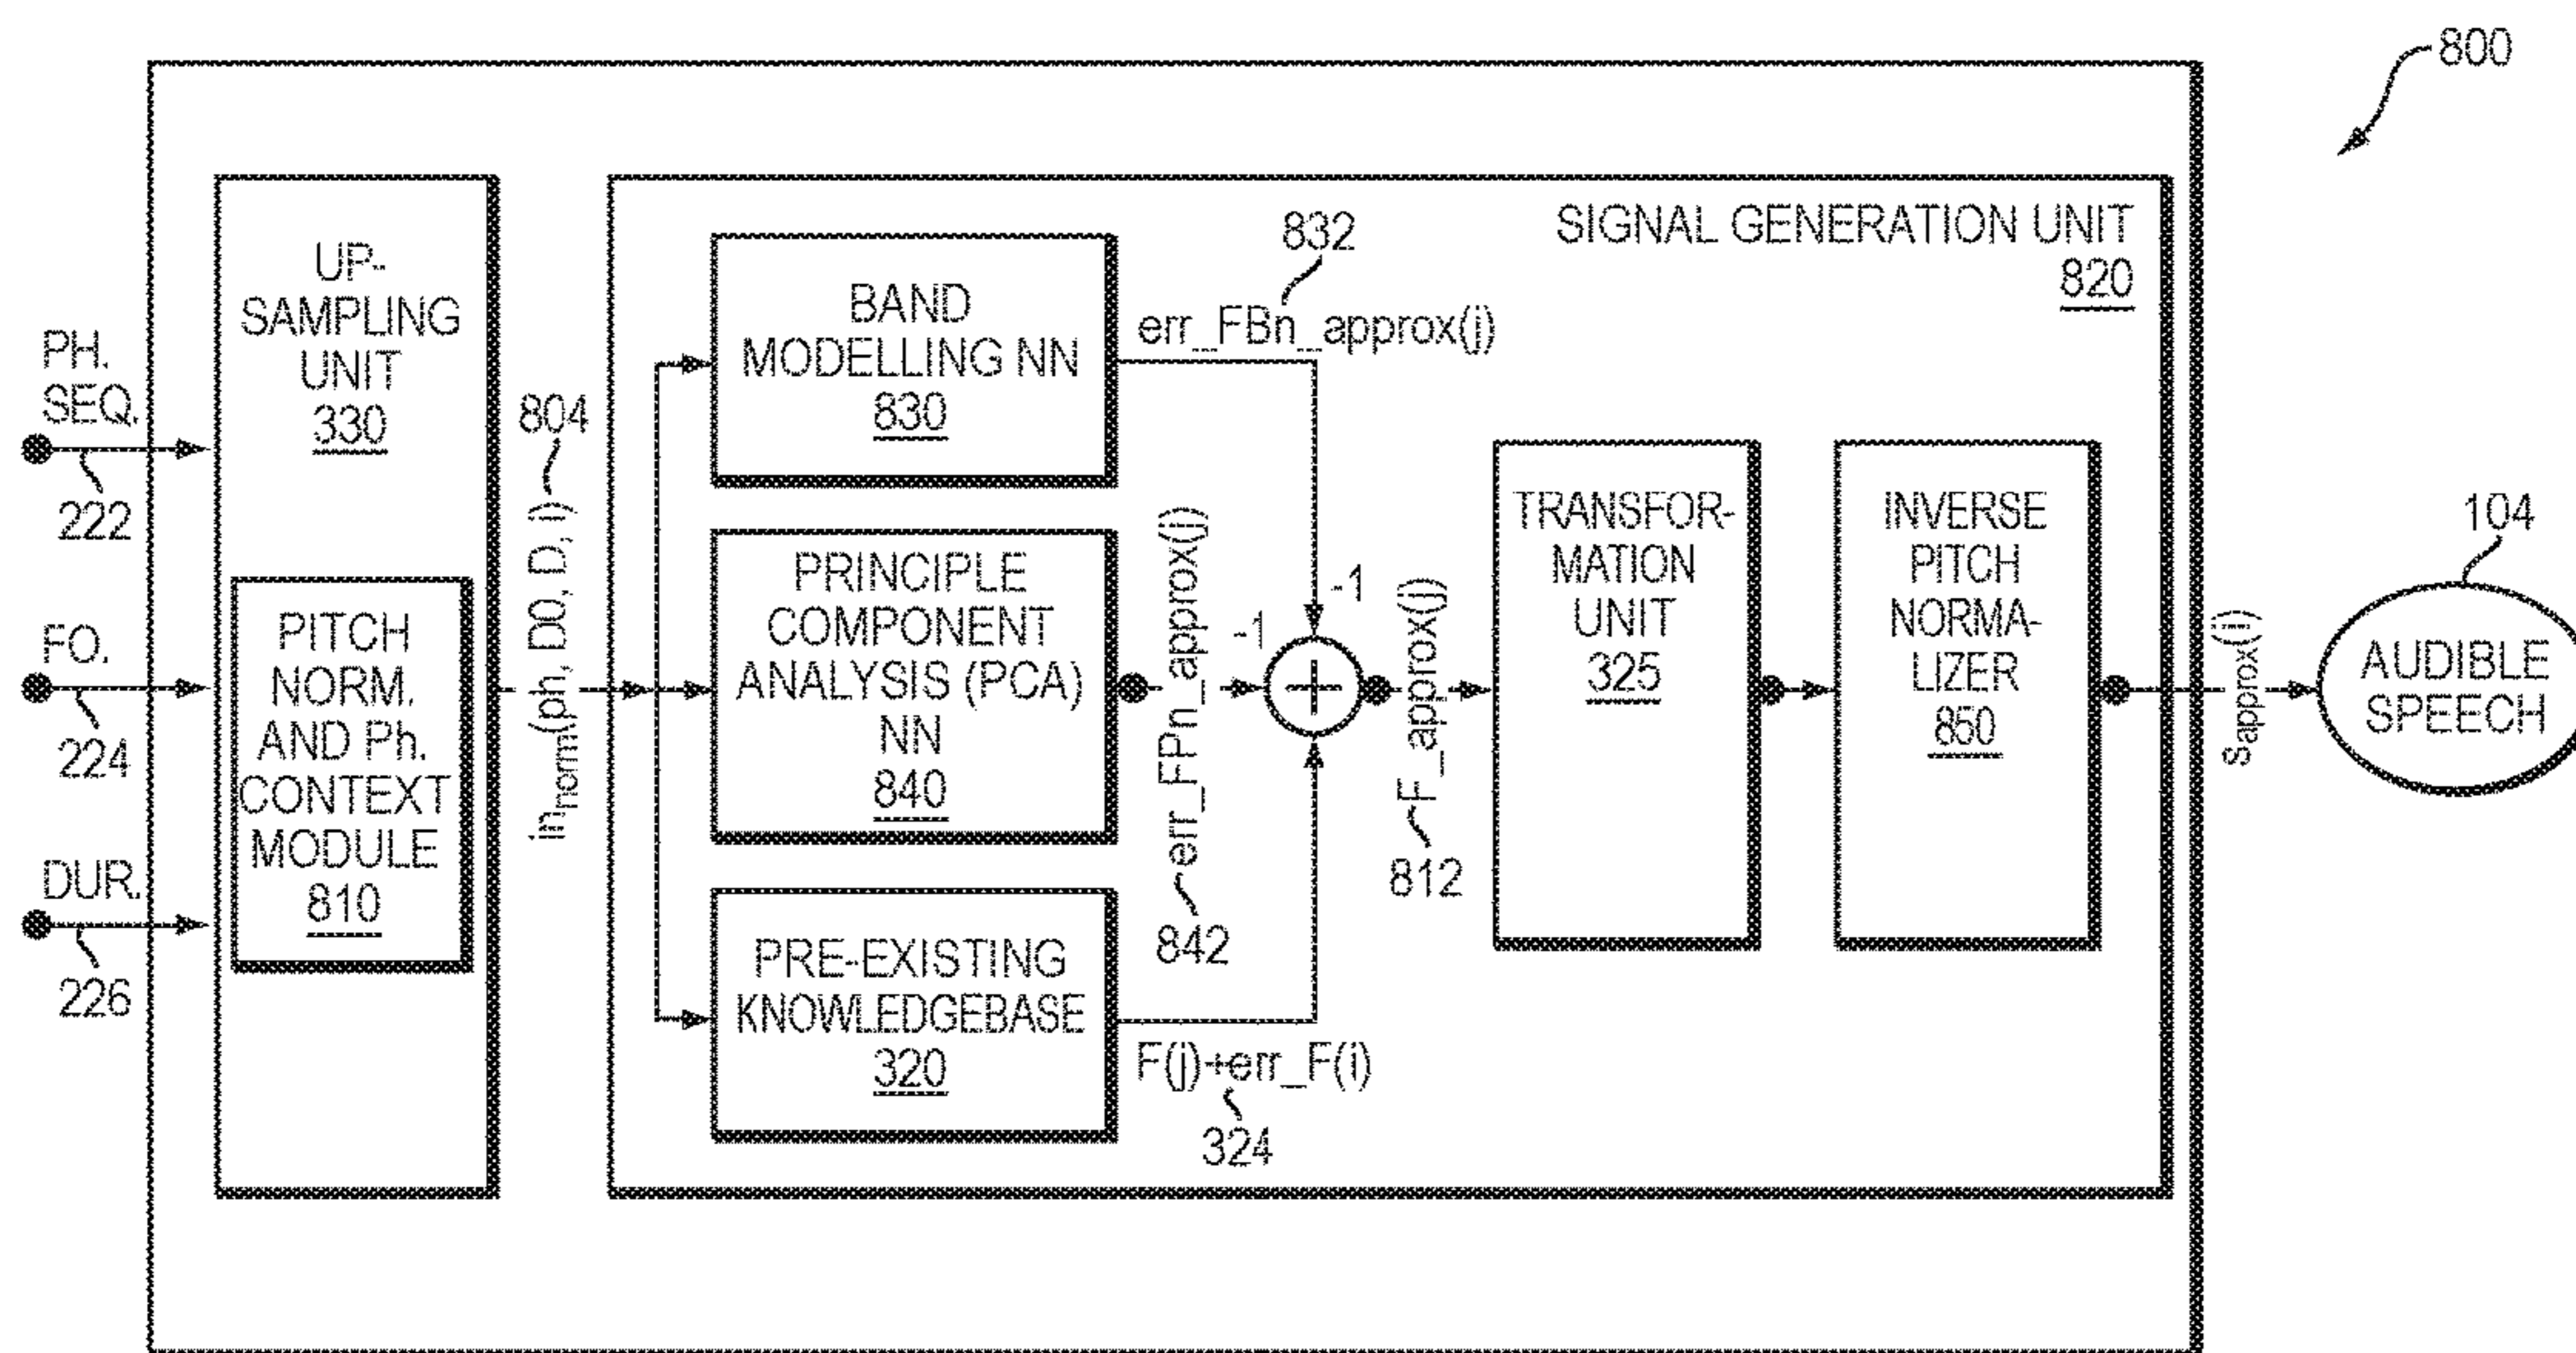 800
SIGNAL GENERATION UNIT
820
UP-
SAMPLING
UNIT
330
PH.
SEQ.
222
FO.
224
DUR.
226
PITCH
NORM.
AND Ph.
CONTEXT
MODULE
810
in_norm(ph, D0, D, i)
804
BAND
MODELLING NN
830
832
err_FBn_approx(j)
PRINCIPLE
COMPONENT
ANALYSIS (PCA)
NN
840
err_FPn_approx(j)
842
PRE-EXISTING
KNOWLEDGEBASE
320
F(j)+err_F(i)
324
-1
-1
+
F_approx(j)
812
TRANSFOR-
MATION
UNIT
325
INVERSE
PITCH
NORMA-
LIZER
850
s_approx(i)
104
AUDIBLE
SPEECH